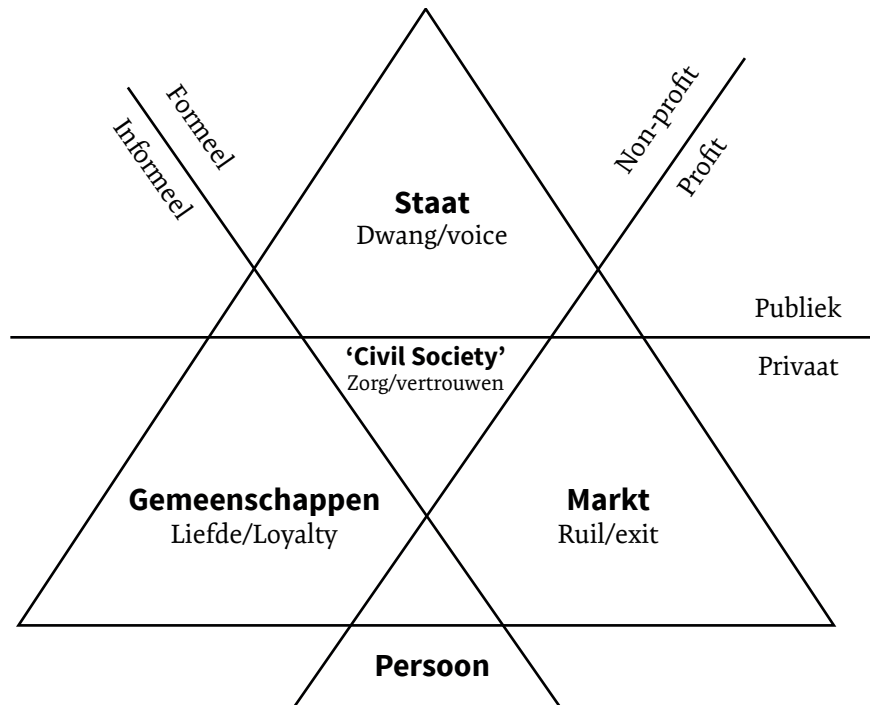 Formeel
Informeel
Non-profit
Profit
Staat
Dwang/voice
Publiek
Privaat
‘Civil Society’
Zorg/vertrouwen
Gemeenschappen
Liefde/Loyalty
Markt
Ruil/exit
Persoon